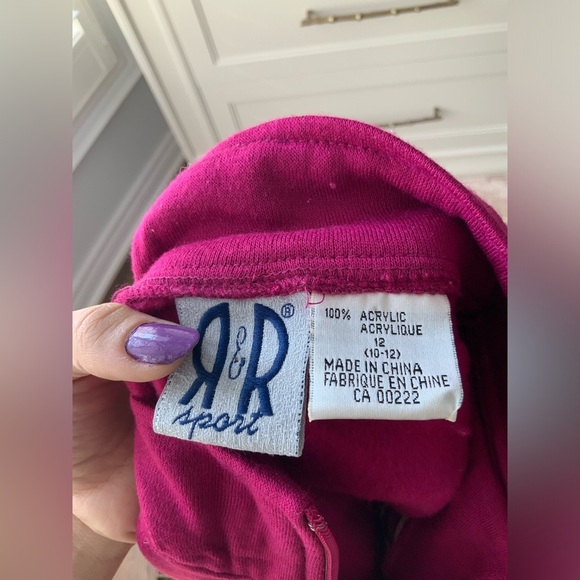 R&R®
sport
100% ACRYLIC
ACRYLIQUE
12
(10-12)
MADE IN CHINA
FABRIQUE EN CHINE
CA 00222